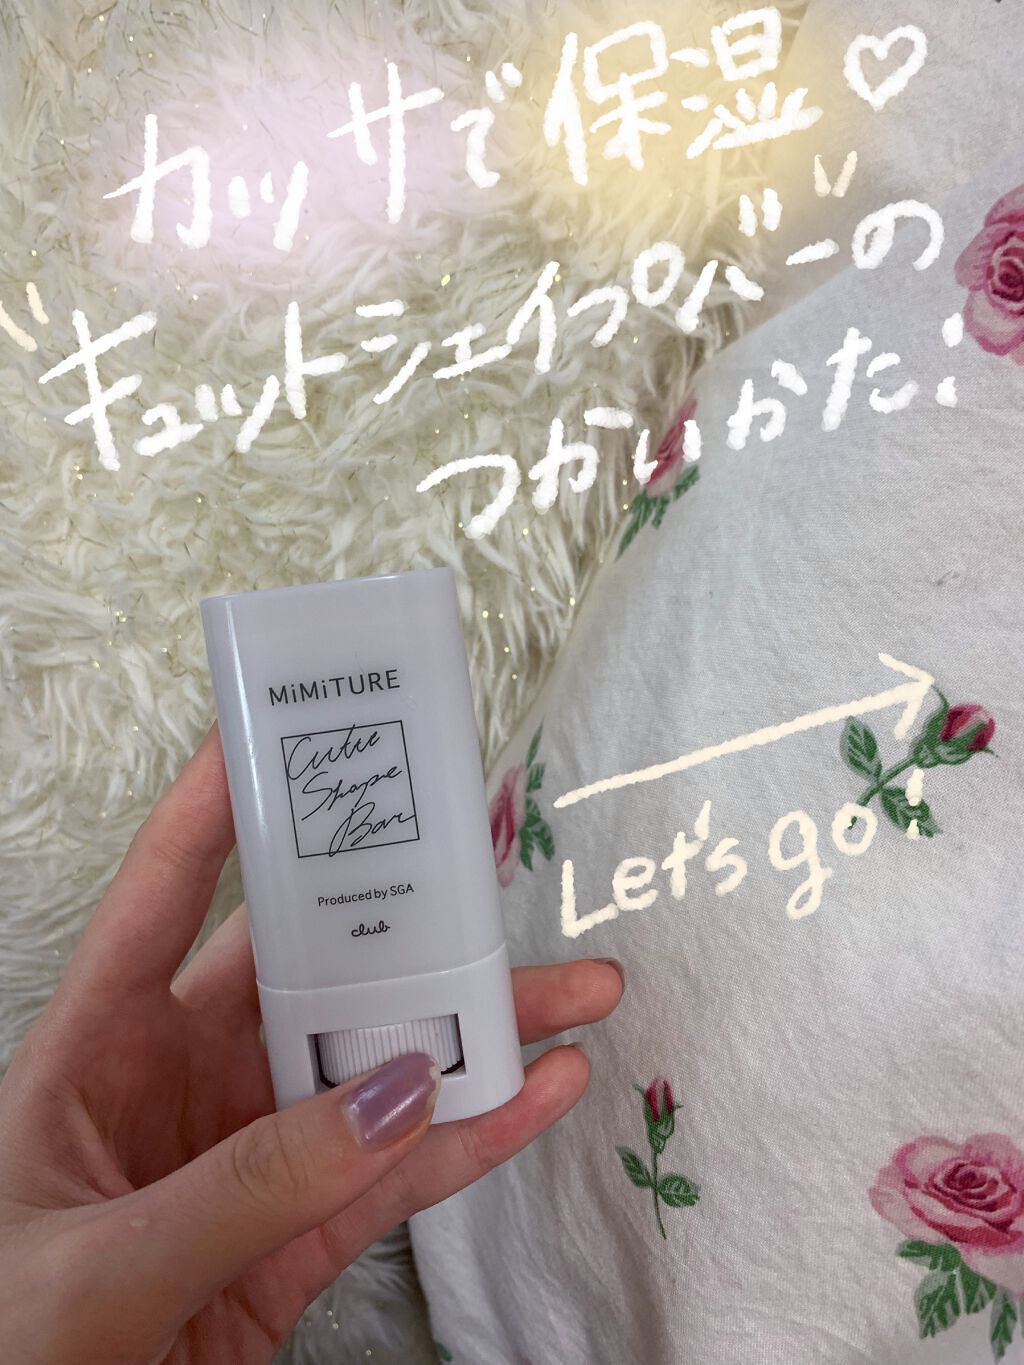 カッサで保湿♡
"キュットシェイプバー"の
つかいかた!
Let's go!
MiMiTURE
Cutie
Shape
Bar
Produced by SGA
club